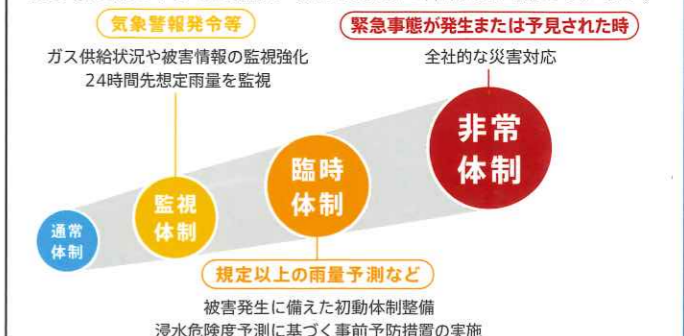 気象警報発令等
緊急事態が発生または予見された時
ガス供給状況や被害情報の監視強化
24時間先想定雨量を監視
全社的な災害対応
通常
体制
監視
体制
臨時
体制
非常
体制
規定以上の雨量予測など
被害発生に備えた初動体制整備
浸水危険度予測に基づく事前予防措置の実施